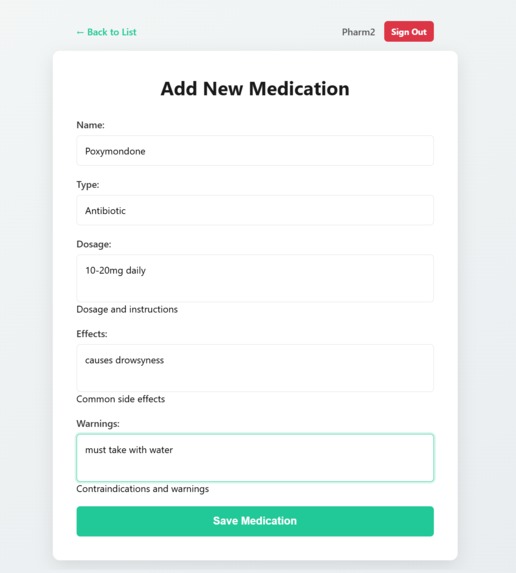 ← Back to List
Pharm2
Sign Out
Add New Medication
Name:
Poxymondone
Type:
Antibiotic
Dosage:
10-20mg daily
Dosage and instructions
Effects:
causes drowsyness
Common side effects
Warnings:
must take with water
Contraindications and warnings
Save Medication